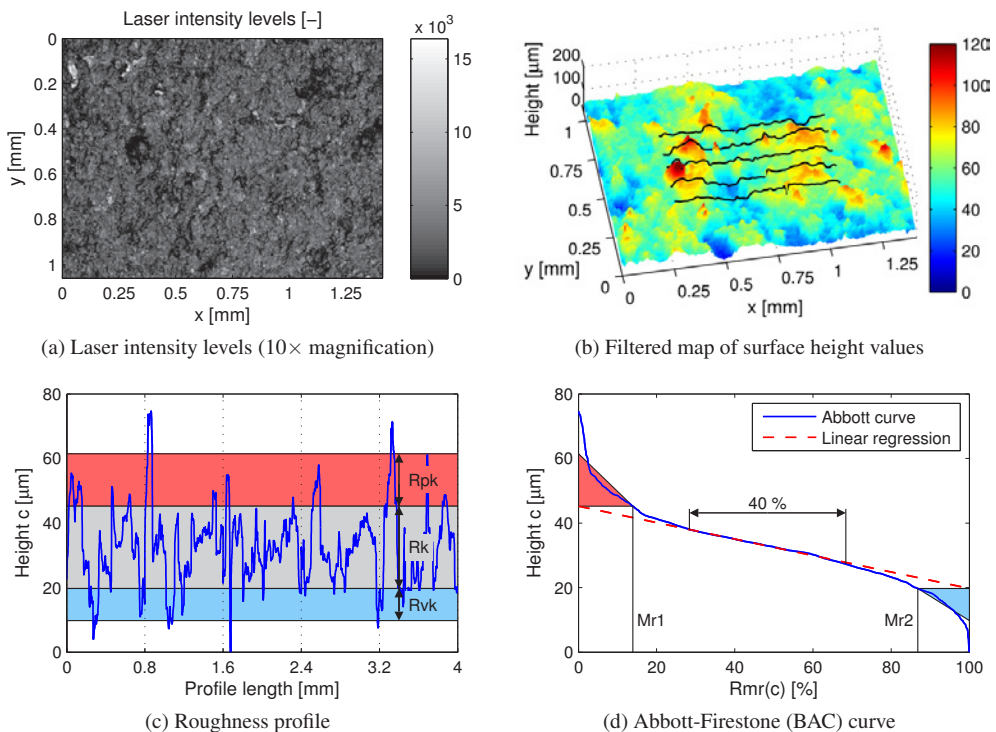 Laser intensity levels [–]
× 10³
15
10
5
0
0
0.2
0.4
0.6
0.8
1
y [mm]
0 0.25 0.5 0.75 1 1.25
x [mm]
(a) Laser intensity levels (10× magnification)
Height [µm]
200
100
0
1
0.75
0.5
0.25
0
y [mm]
0 0.25 0.5 0.75 1 1.25
x [mm]
120
100
80
60
40
20
0
(b) Filtered map of surface height values
80
60
40
20
0
Height c [µm]
Rpk
Rk
Rvk
0 0.8 1.6 2.4 3.2 4
Profile length [mm]
(c) Roughness profile
80
60
40
20
0
Height c [µm]
Abbott curve
Linear regression
40 %
Mr1
Mr2
0 20 40 60 80 100
Rmr(c) [%]
(d) Abbott-Firestone (BAC) curve